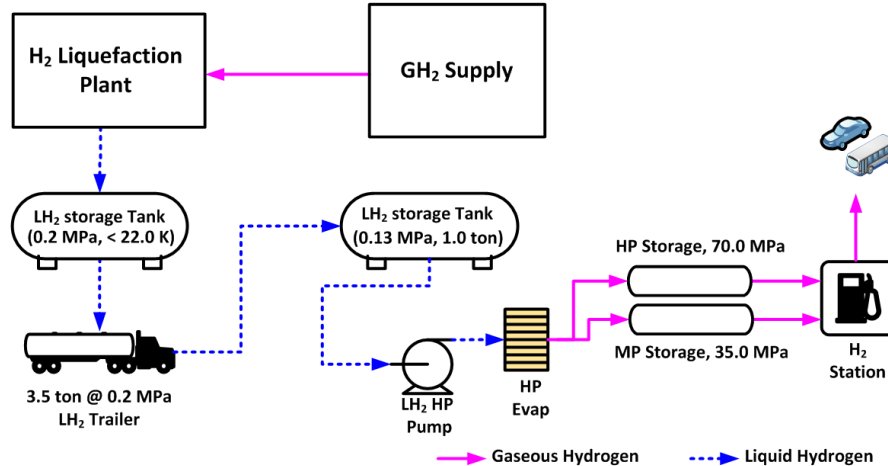 H₂ Liquefaction
Plant
GH₂ Supply
LH₂ storage Tank
(0.2 MPa, < 22.0 K)
LH₂ storage Tank
(0.13 MPa, 1.0 ton)
HP Storage, 70.0 MPa
MP Storage, 35.0 MPa
H₂
Station
3.5 ton @ 0.2 MPa
LH₂ Trailer
LH₂ HP
Pump
HP
Evap
Gaseous Hydrogen
Liquid Hydrogen